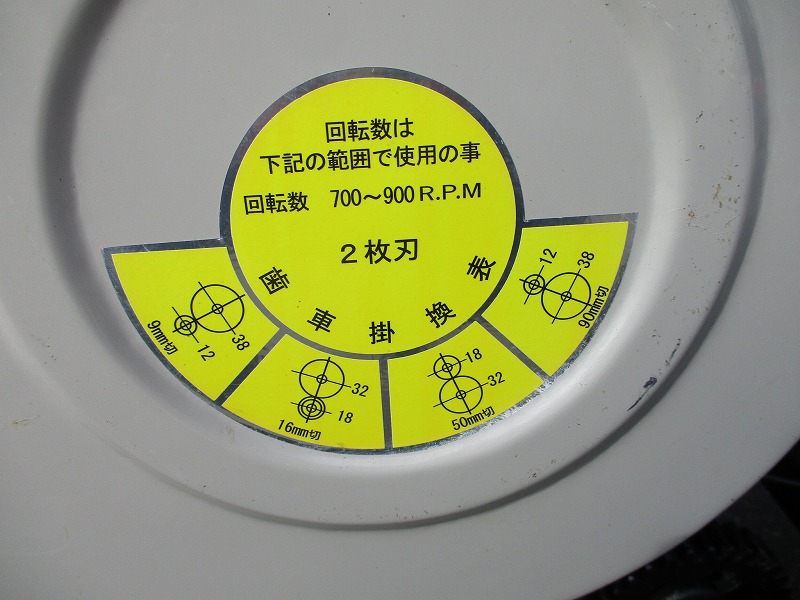 回転数は
下記の範囲で使用の事
回転数 700～900 R.P.M
2枚刃
歯車掛換表
9mm切
12
38
16mm切
32
18
50mm切
18
32
90mm切
12
38